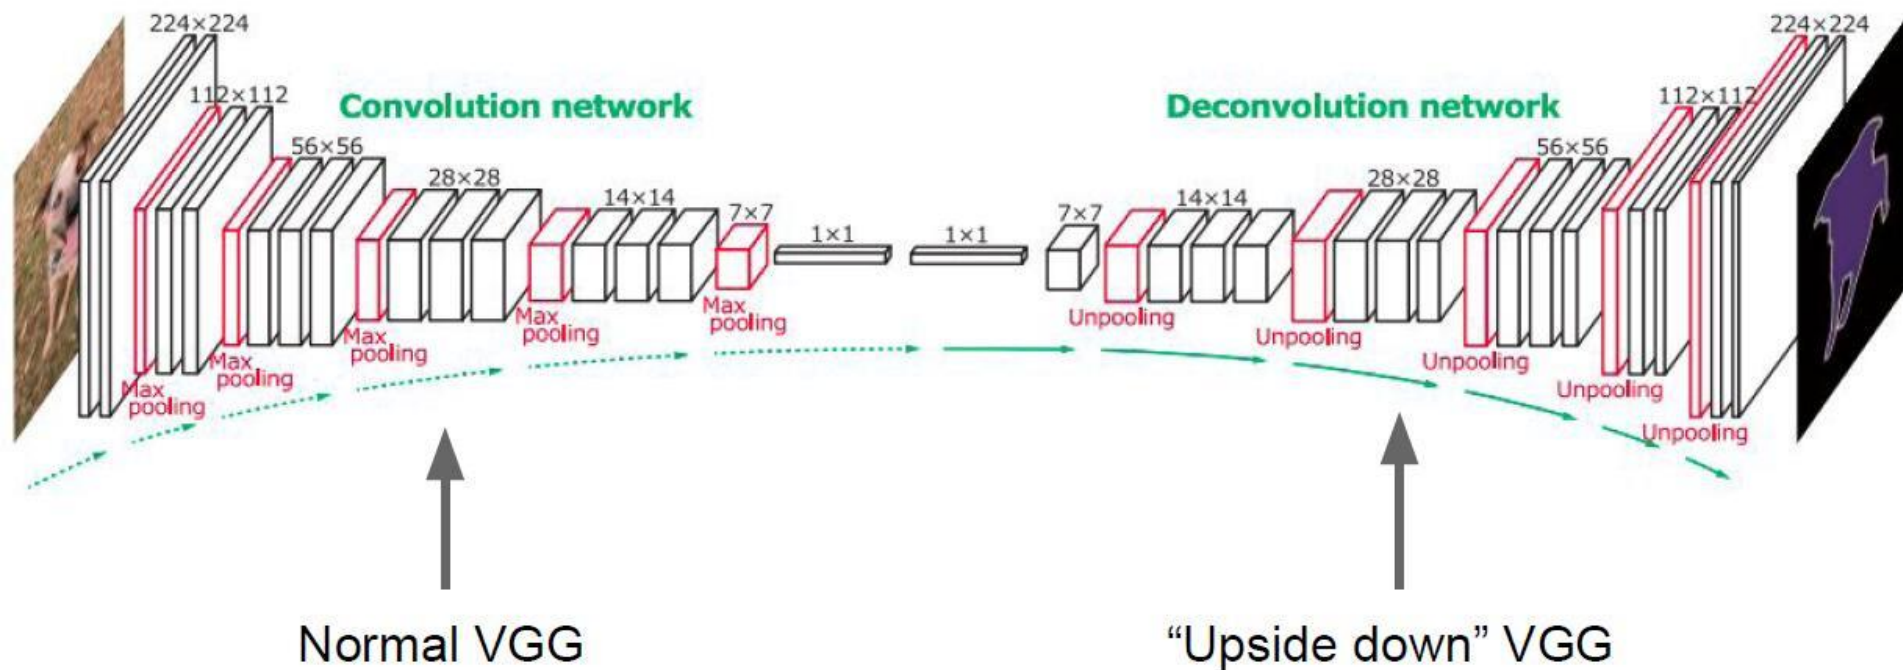 224×224
112×112
Convolution network
56×56
28×28
14×14
7×7
1×1
1×1
7×7
14×14
28×28
Deconvolution network
56×56
112×112
224×224
Max
pooling
Max
pooling
Max
pooling
Max
pooling
Max
pooling
Unpooling
Unpooling
Unpooling
Unpooling
Unpooling
Normal VGG
“Upside down” VGG